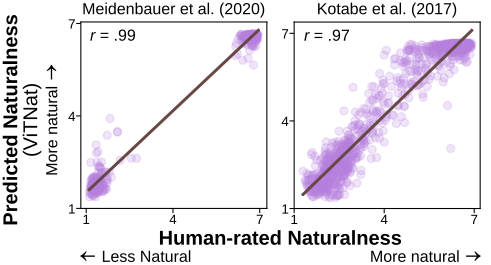 Meidenbauer et al. (2020)
Kotabe et al. (2017)
Predicted Naturalness
(ViTNat)
More natural →
7
4
1
r = .99
1 4 7
7
4
1
r = .97
1 4 7
Human-rated Naturalness
← Less Natural
More natural →